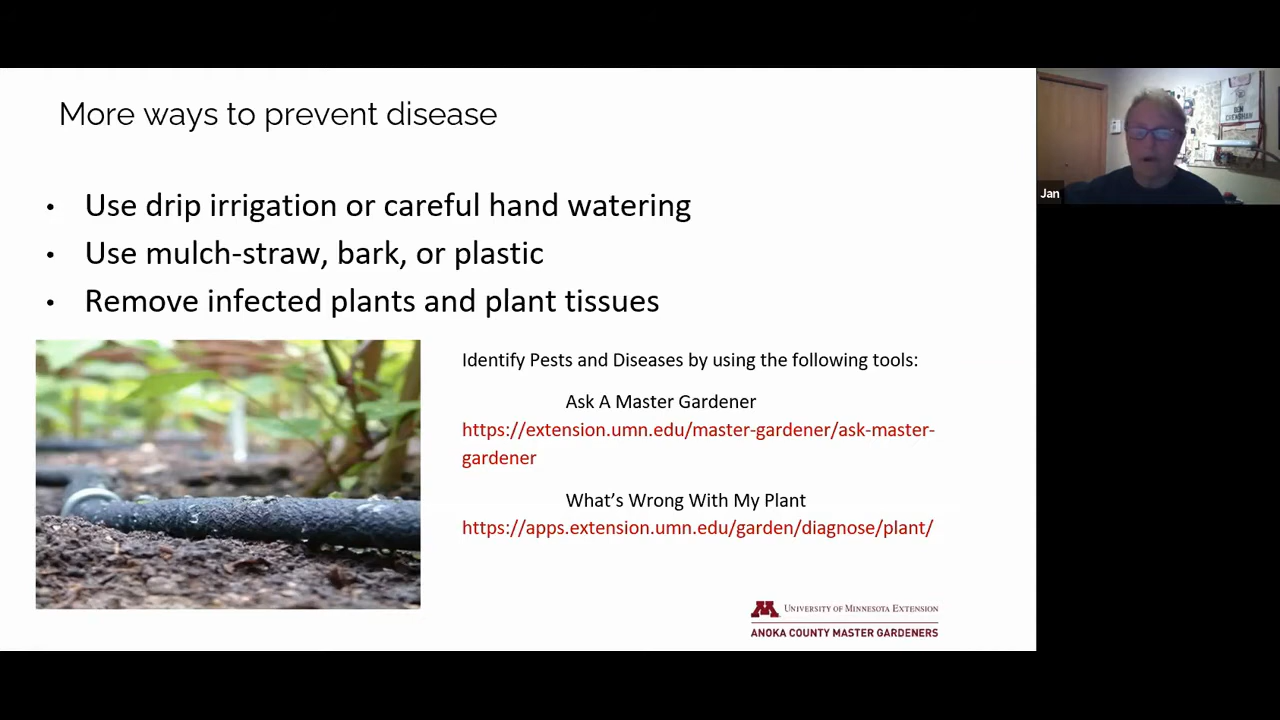 More ways to prevent disease
• Use drip irrigation or careful hand watering
• Use mulch-straw, bark, or plastic
• Remove infected plants and plant tissues
Identify Pests and Diseases by using the following tools:
Ask A Master Gardener
https://extension.umn.edu/master-gardener/ask-master-
gardener
What’s Wrong With My Plant
https://apps.extension.umn.edu/garden/diagnose/plant/
M University of Minnesota Extension
ANOKA COUNTY MASTER GARDENERS
BEN
CRENSHAW
Jan